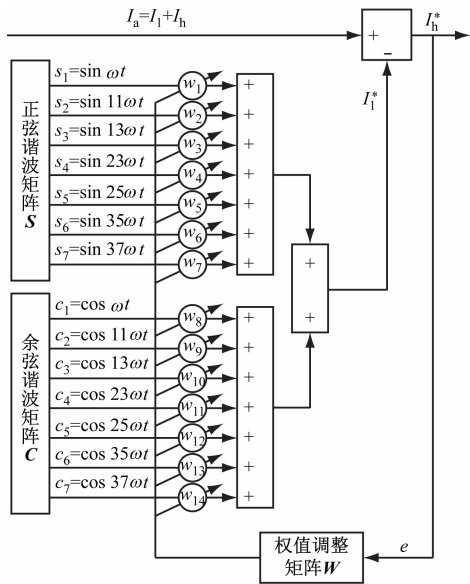 Ia=I1+Ih
+
−
Ih*
I1*
正弦谐波矩阵S
s1=sin ωt
s2=sin 11ωt
s3=sin 13ωt
s4=sin 23ωt
s5=sin 25ωt
s6=sin 35ωt
s7=sin 37ωt
w1
w2
w3
w4
w5
w6
w7
+
+
+
+
+
+
+
+
+
余弦谐波矩阵C
c1=cos ωt
c2=cos 11ωt
c3=cos 13ωt
c4=cos 23ωt
c5=cos 25ωt
c6=cos 35ωt
c7=cos 37ωt
w8
w9
w10
w11
w12
w13
w14
+
+
+
+
+
+
+
权值调整
矩阵W
e